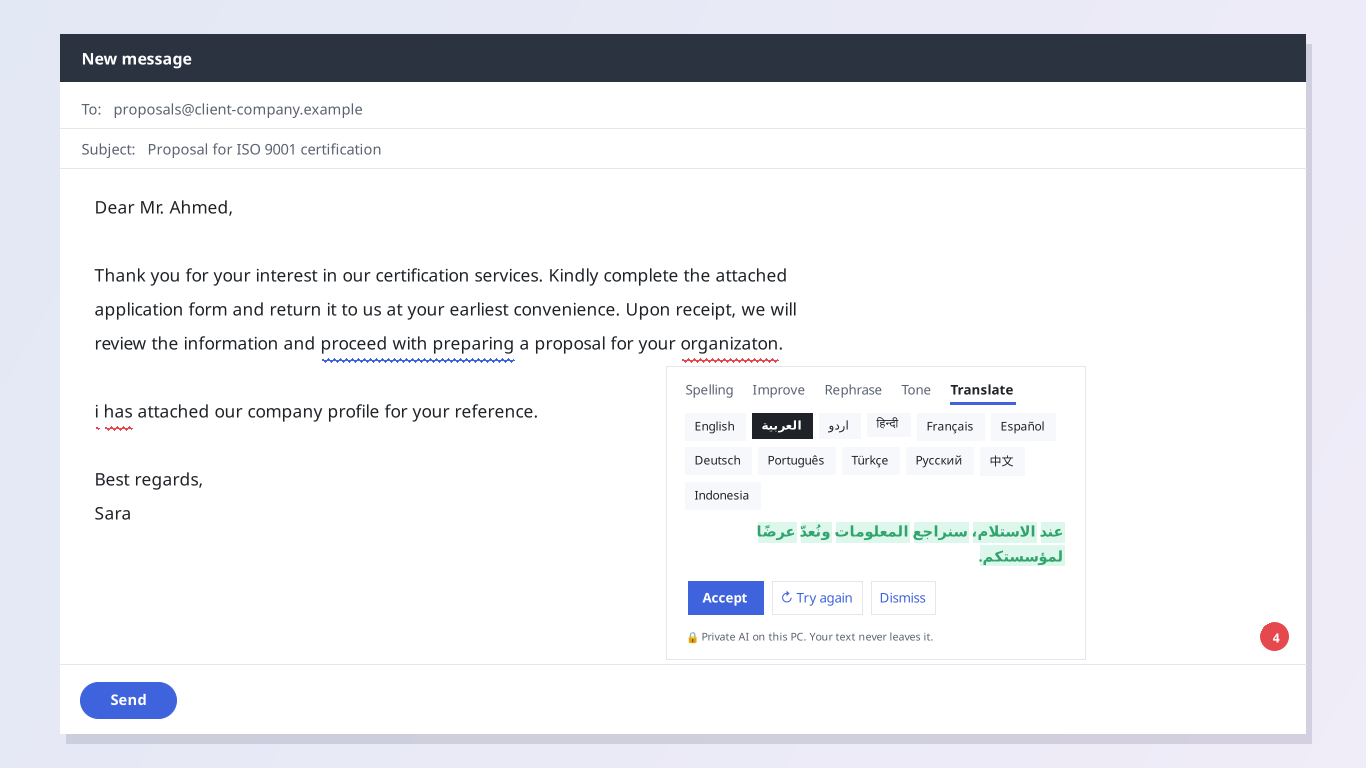 New message
To: proposals@client-company.example
Subject: Proposal for ISO 9001 certification
Dear Mr. Ahmed,
Thank you for your interest in our certification services. Kindly complete the attached
application form and return it to us at your earliest convenience. Upon receipt, we will
review the information and proceed with preparing a proposal for your organizaton.
i has attached our company profile for your reference.
Best regards,
Sara
Spelling Improve Rephrase Tone Translate
English العربية اردو हिन्दी Français Español
Deutsch Português Türkçe Русский 中文
Indonesia
عند الاستلام، سنراجع المعلومات ونُعدّ عرضًا
لمؤسستكم.
Accept ↻ Try again Dismiss
🔒 Private AI on this PC. Your text never leaves it.
4
Send